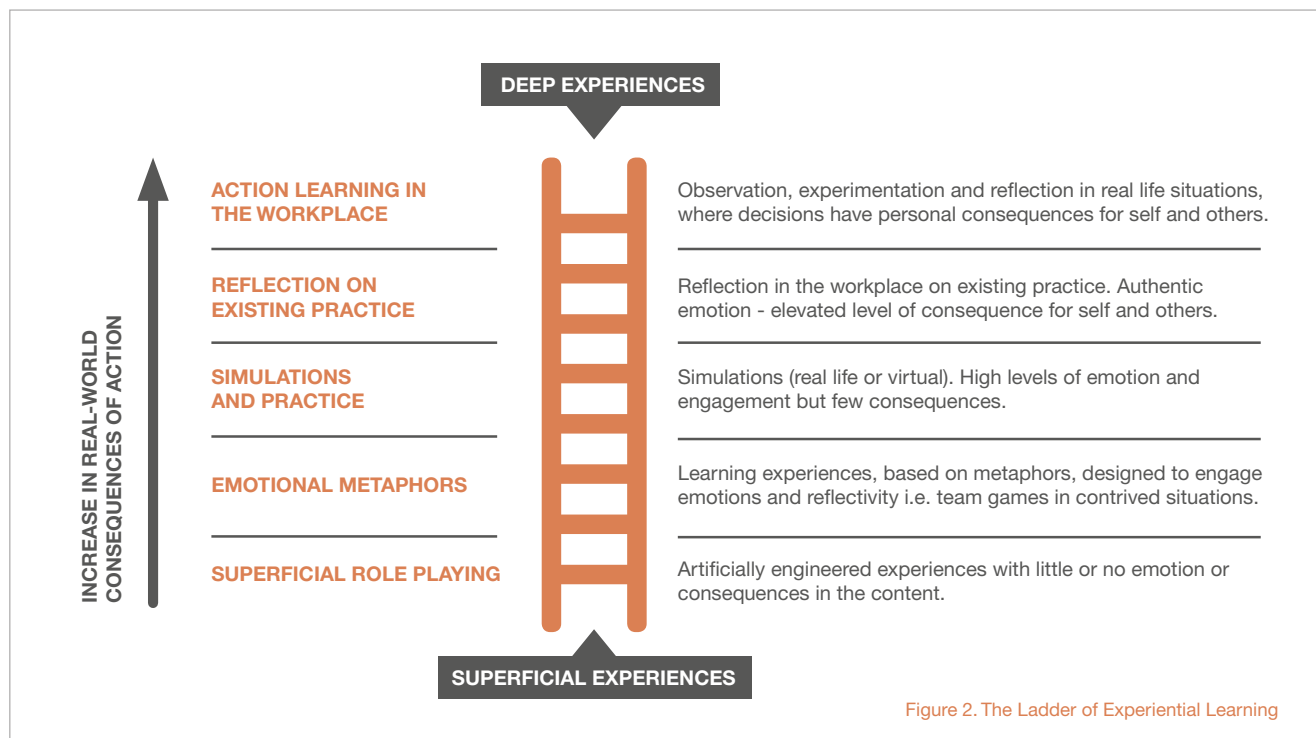 DEEP EXPERIENCES
INCREASE IN REAL-WORLD
CONSEQUENCES OF ACTION
ACTION LEARNING IN
THE WORKPLACE
Observation, experimentation and reflection in real life situations,
where decisions have personal consequences for self and others.
REFLECTION ON
EXISTING PRACTICE
Reflection in the workplace on existing practice. Authentic
emotion - elevated level of consequence for self and others.
SIMULATIONS
AND PRACTICE
Simulations (real life or virtual). High levels of emotion and
engagement but few consequences.
EMOTIONAL METAPHORS
Learning experiences, based on metaphors, designed to engage
emotions and reflectivity i.e. team games in contrived situations.
SUPERFICIAL ROLE PLAYING
Artificially engineered experiences with little or no emotion or
consequences in the content.
SUPERFICIAL EXPERIENCES
Figure 2. The Ladder of Experiential Learning